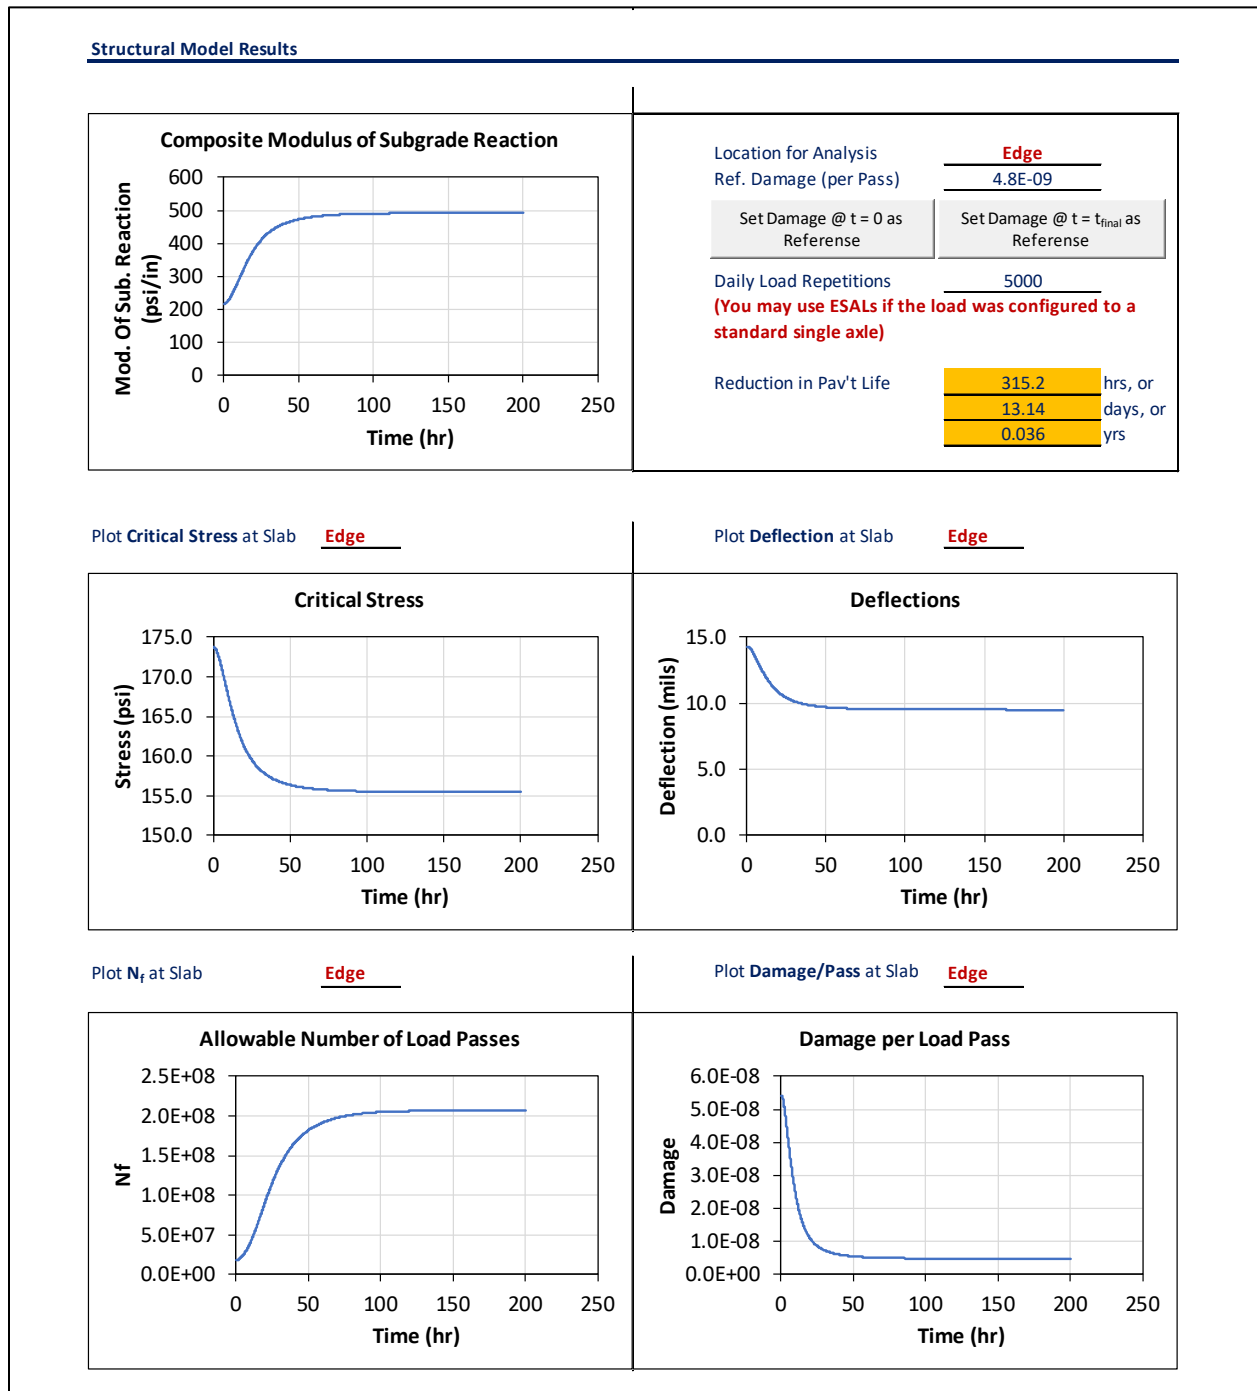 Structural Model Results
Composite Modulus of Subgrade Reaction
Mod. Of Sub. Reaction
(psi/in)
600
500
400
300
200
100
0
0 50 100 150 200 250
Time (hr)
Location for Analysis Edge
Ref. Damage (per Pass) 4.8E-09
Set Damage @ t = 0 as
Referense
Set Damage @ t = tfinal as
Referense
Daily Load Repetitions 5000
(You may use ESALs if the load was configured to a
standard single axle)
Reduction in Pav't Life 315.2 hrs, or
13.14 days, or
0.036 yrs
Plot Critical Stress at Slab Edge
Plot Deflection at Slab Edge
Critical Stress
Stress (psi)
175.0
170.0
165.0
160.0
155.0
150.0
0 50 100 150 200 250
Time (hr)
Deflections
Deflection (mils)
15.0
10.0
5.0
0.0
0 50 100 150 200 250
Time (hr)
Plot Nf at Slab Edge
Plot Damage/Pass at Slab Edge
Allowable Number of Load Passes
Nf
2.5E+08
2.0E+08
1.5E+08
1.0E+08
5.0E+07
0.0E+00
0 50 100 150 200 250
Time (hr)
Damage per Load Pass
Damage
6.0E-08
5.0E-08
4.0E-08
3.0E-08
2.0E-08
1.0E-08
0.0E+00
0 50 100 150 200 250
Time (hr)